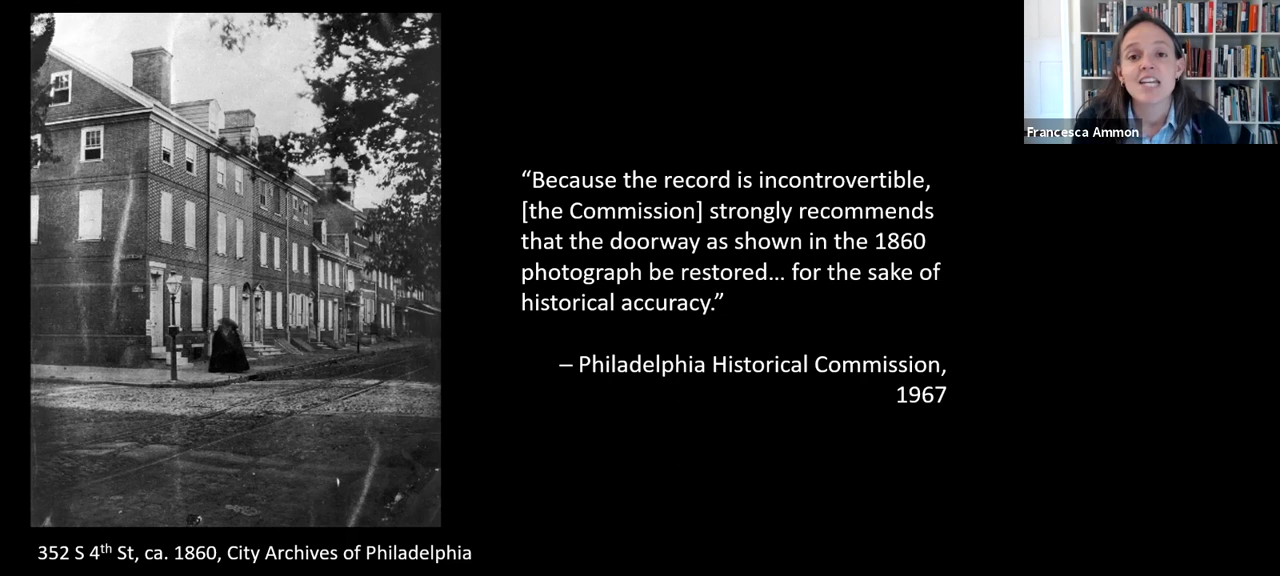 Francesca Ammon
“Because the record is incontrovertible,
[the Commission] strongly recommends
that the doorway as shown in the 1860
photograph be restored… for the sake of
historical accuracy.”
– Philadelphia Historical Commission,
1967
352 S 4th St, ca. 1860, City Archives of Philadelphia